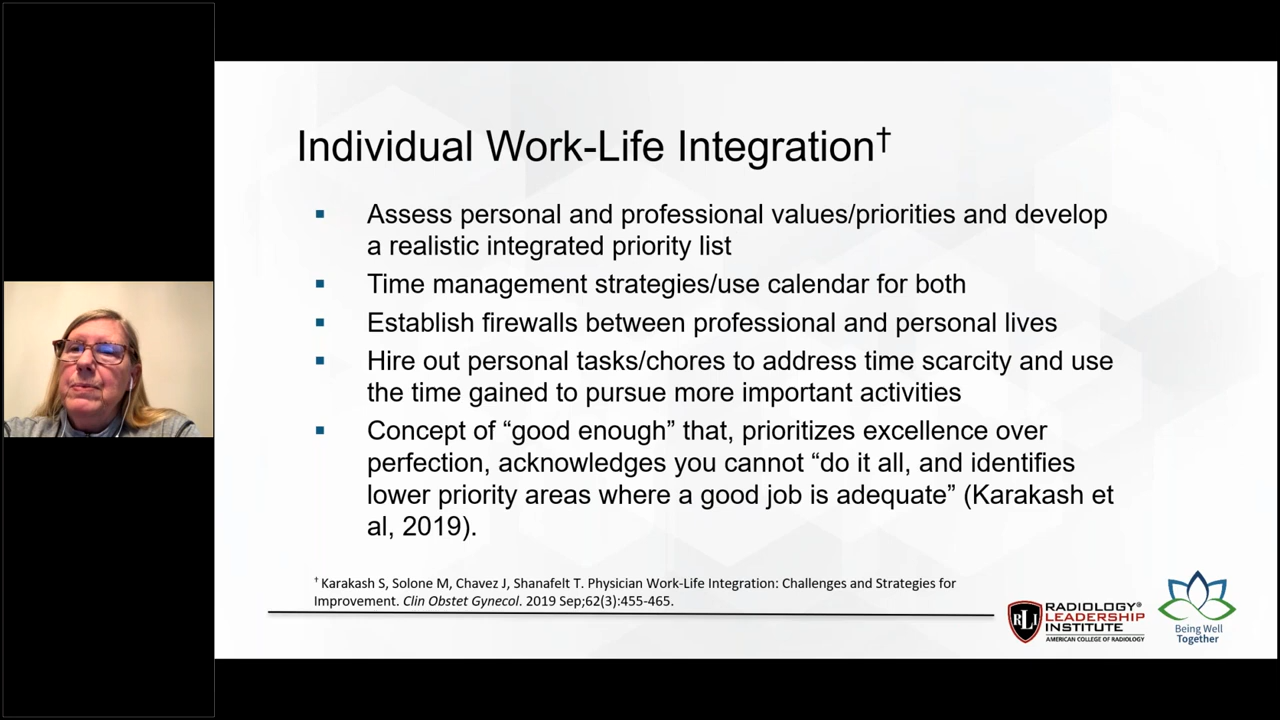 Individual Work-Life Integration†
▪ Assess personal and professional values/priorities and develop
a realistic integrated priority list
▪ Time management strategies/use calendar for both
▪ Establish firewalls between professional and personal lives
▪ Hire out personal tasks/chores to address time scarcity and use
the time gained to pursue more important activities
▪ Concept of “good enough” that, prioritizes excellence over
perfection, acknowledges you cannot “do it all, and identifies
lower priority areas where a good job is adequate” (Karakash et
al, 2019).
† Karakash S, Solone M, Chavez J, Shanafelt T. Physician Work-Life Integration: Challenges and Strategies for
Improvement. Clin Obstet Gynecol. 2019 Sep;62(3):455-465.
RLI
RADIOLOGY®
LEADERSHIP
INSTITUTE
AMERICAN COLLEGE OF RADIOLOGY
Being Well
Together